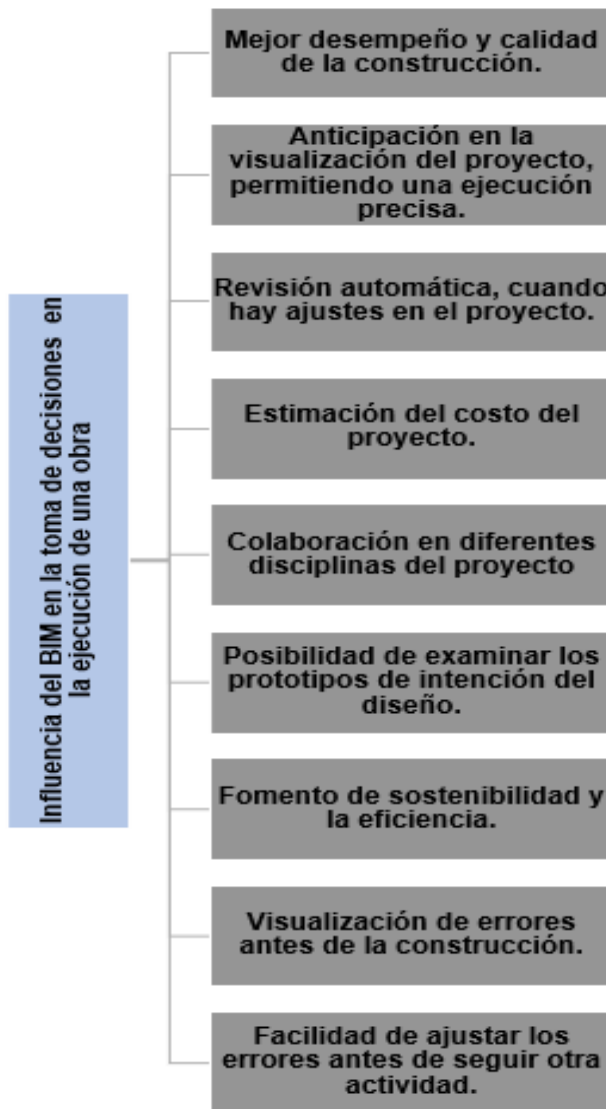 Influencia del BIM en la toma de decisiones en
la ejecución de una obra
Mejor desempeño y calidad
de la construcción.
Anticipación en la
visualización del proyecto,
permitiendo una ejecución
precisa.
Revisión automática, cuando
hay ajustes en el proyecto.
Estimación del costo del
proyecto.
Colaboración en diferentes
disciplinas del proyecto
Posibilidad de examinar los
prototipos de intención del
diseño.
Fomento de sostenibilidad y
la eficiencia.
Visualización de errores
antes de la construcción.
Facilidad de ajustar los
errores antes de seguir otra
actividad.